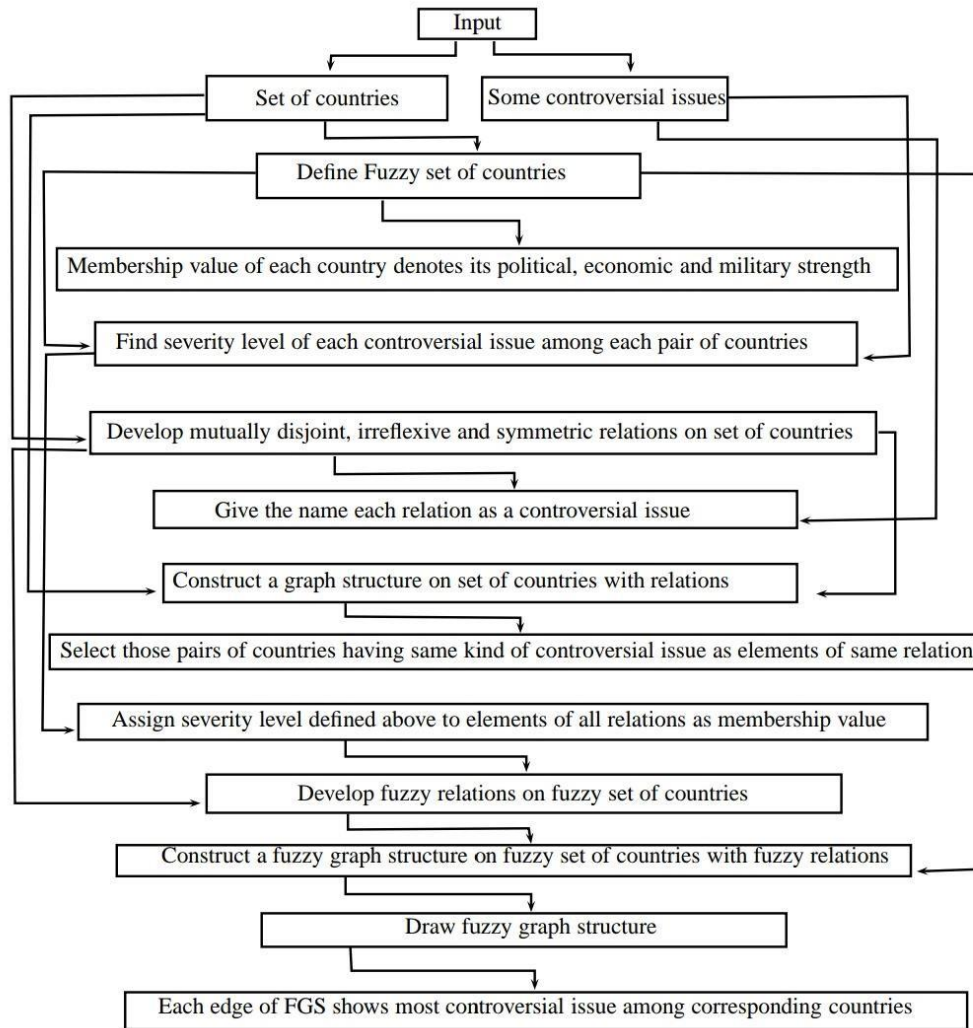 Input
Set of countries
Some controversial issues
Define Fuzzy set of countries
Membership value of each country denotes its political, economic and military strength
Find severity level of each controversial issue among each pair of countries
Develop mutually disjoint, irreflexive and symmetric relations on set of countries
Give the name each relation as a controversial issue
Construct a graph structure on set of countries with relations
Select those pairs of countries having same kind of controversial issue as elements of same relation
Assign severity level defined above to elements of all relations as membership value
Develop fuzzy relations on fuzzy set of countries
Construct a fuzzy graph structure on fuzzy set of countries with fuzzy relations
Draw fuzzy graph structure
Each edge of FGS shows most controversial issue among corresponding countries